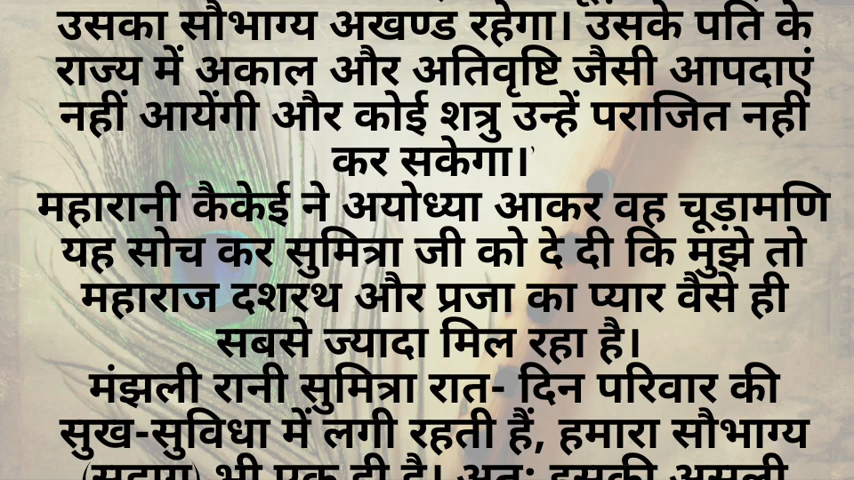 उसका सौभाग्य अखण्ड रहेगा। उसके पति के
राज्य में अकाल और अतिवृष्टि जैसी आपदाएं
नहीं आयेंगी और कोई शत्रु उन्हें पराजित नहीं
कर सकेगा।’
महारानी कैकेई ने अयोध्या आकर वह चूड़ामणि
यह सोच कर सुमित्रा जी को दे दी कि मुझे तो
महाराज दशरथ और प्रजा का प्यार वैसे ही
सबसे ज्यादा मिल रहा है।
मंझली रानी सुमित्रा रात- दिन परिवार की
सुख-सुविधा में लगी रहती हैं, हमारा सौभाग्य
(सुहाग) भी एक ही है। अत: इसकी असली